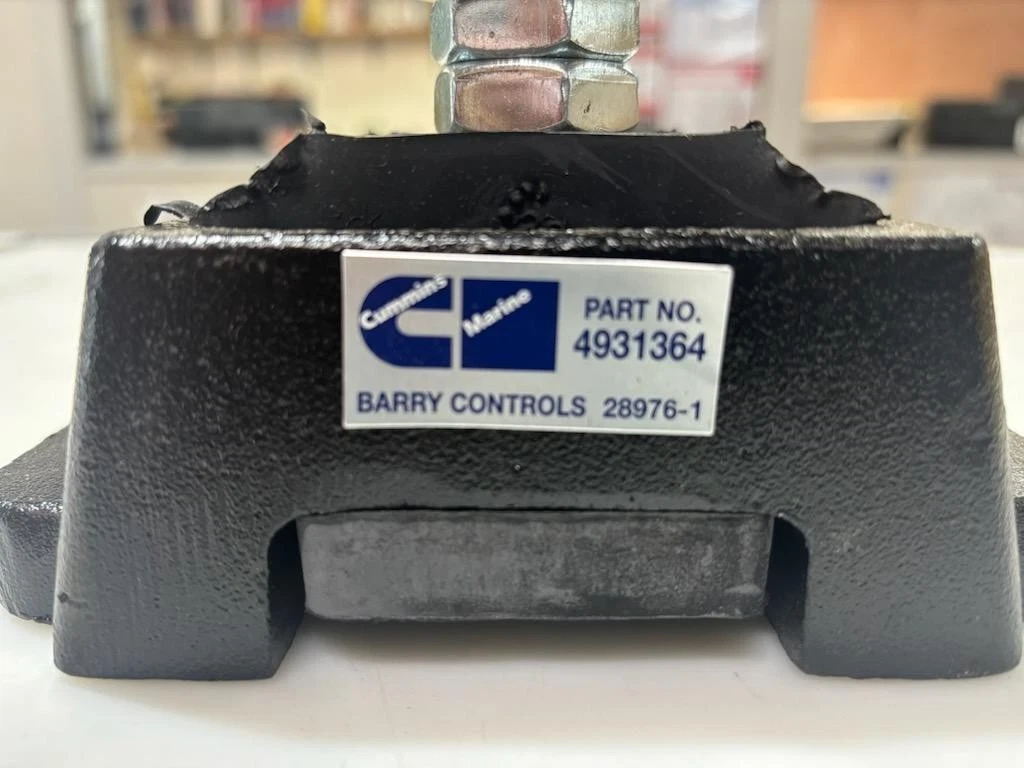 Cummins Marine
PART NO.
4931364
BARRY CONTROLS 28976-1